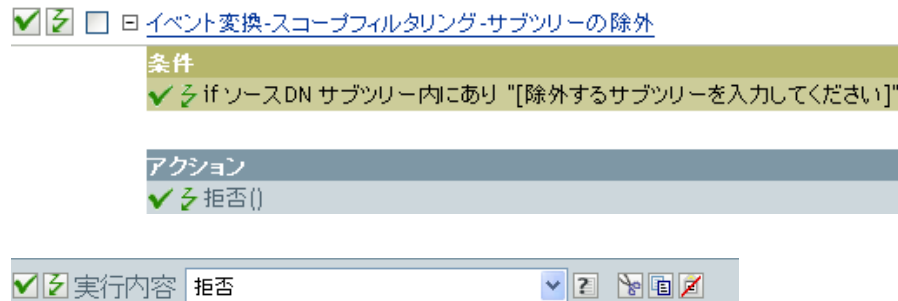 イベント変換-スコープフィルタリング-サブツリーの除外
条件
if ソースDN サブツリー内にあり "[除外するサブツリーを入力してください]"
アクション
拒否()
実行内容 拒否